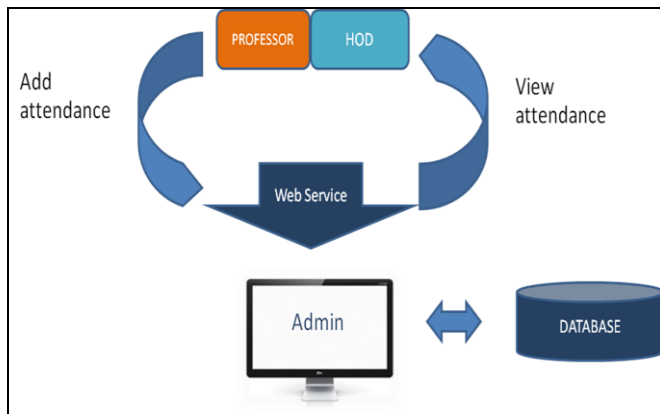 PROFESSOR
HOD
Add
attendance
View
attendance
Web Service
Admin
DATABASE